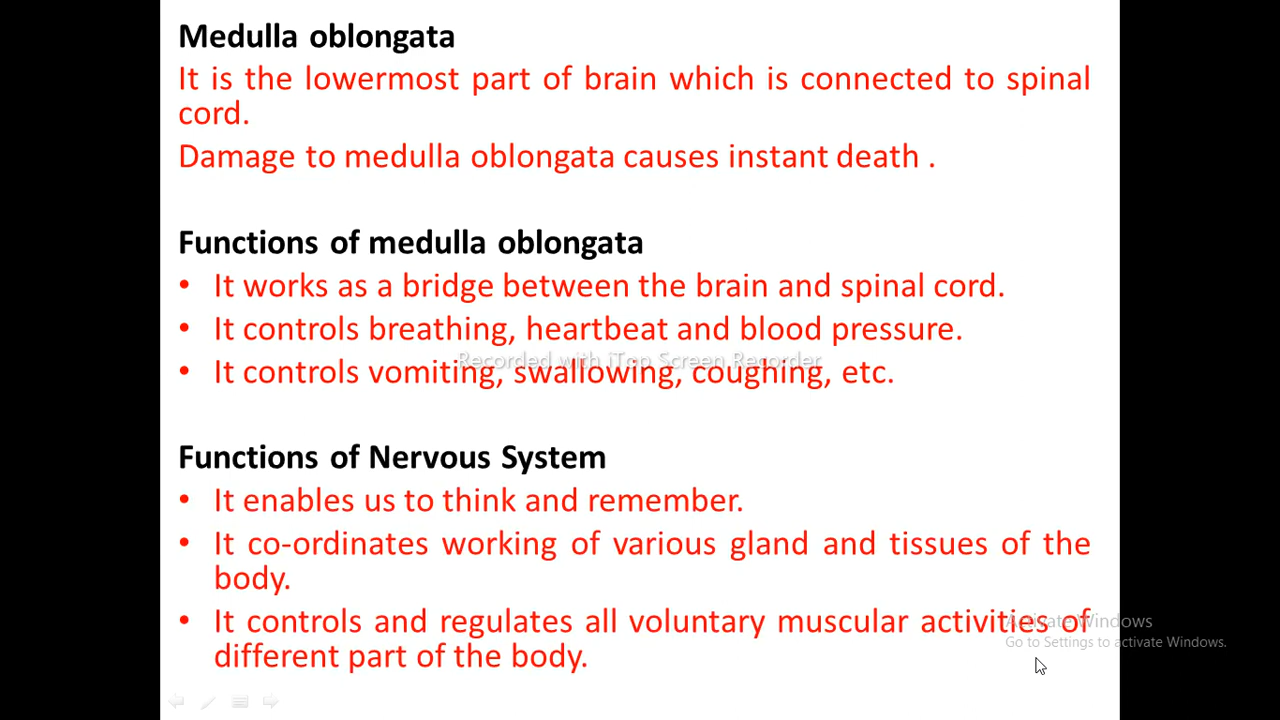 Medulla oblongata
It is the lowermost part of brain which is connected to spinal
cord.
Damage to medulla oblongata causes instant death .
Functions of medulla oblongata
• It works as a bridge between the brain and spinal cord.
• It controls breathing, heartbeat and blood pressure.
Recorded with iTop Screen Recorder
• It controls vomiting, swallowing, coughing, etc.
Functions of Nervous System
• It enables us to think and remember.
• It co-ordinates working of various gland and tissues of the
body.
• It controls and regulates all voluntary muscular activities of
Activate Windows
Go to Settings to activate Windows.
different part of the body.